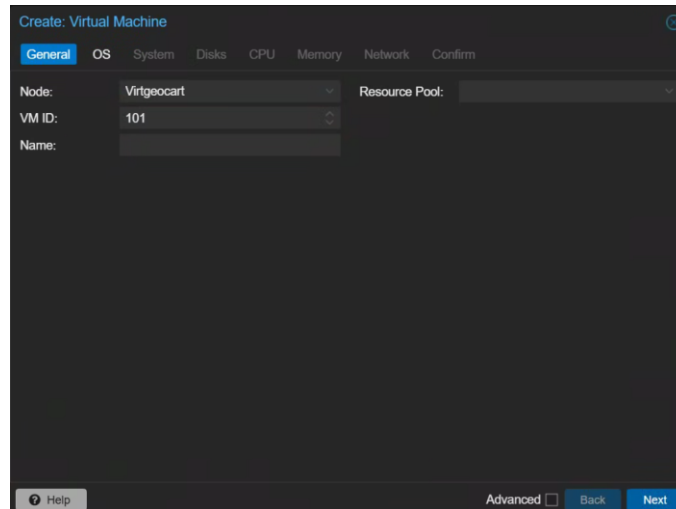 Create: Virtual Machine
General OS System Disks CPU Memory Network Confirm
Node: Virtgeocart Resource Pool:
VM ID: 101
Name:
Help Advanced Back Next